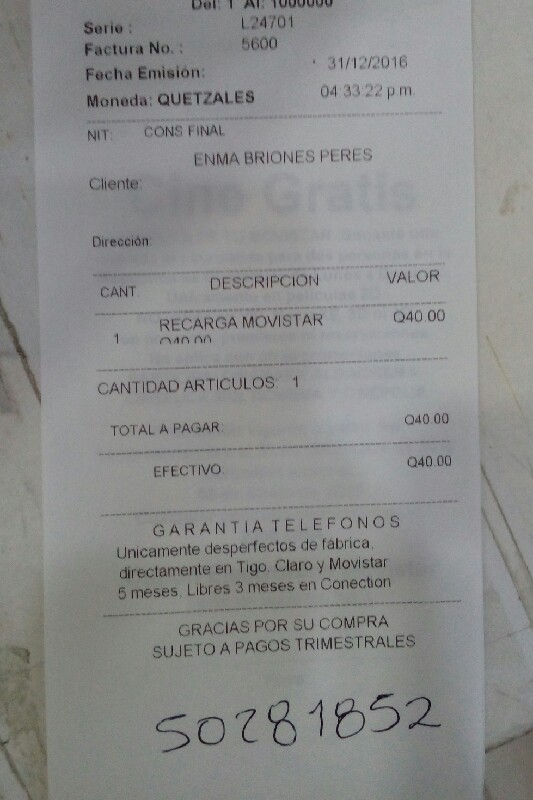 Del: 1 Al: 1000000
Serie : L24701
Factura No. : 5600
Fecha Emisión: 31/12/2016
Moneda: QUETZALES 04:33:22 p.m.
NIT: CONS FINAL
ENMA BRIONES PERES
Cliente:
Cine Gratis
Dirección:
CANT. DESCRIPCION VALOR
1 RECARGA MOVISTAR Q40.00
Q40.00
CANTIDAD ARTICULOS: 1
TOTAL A PAGAR: Q40.00
EFECTIVO: Q40.00
GARANTIA TELEFONOS
Unicamente desperfectos de fábrica,
directamente en Tigo, Claro y Movistar
5 meses, Libres 3 meses en Conection
GRACIAS POR SU COMPRA
SUJETO A PAGOS TRIMESTRALES
50281852